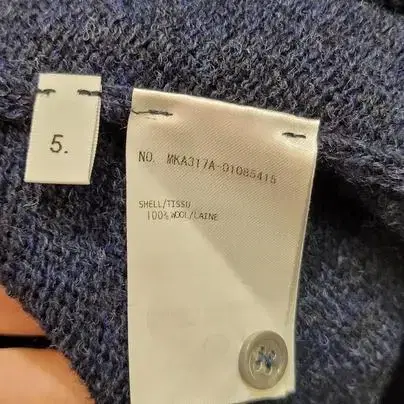 5.
NO. MKA317A-01085415
SHELL/TISSU
100% WOOL/LAINE